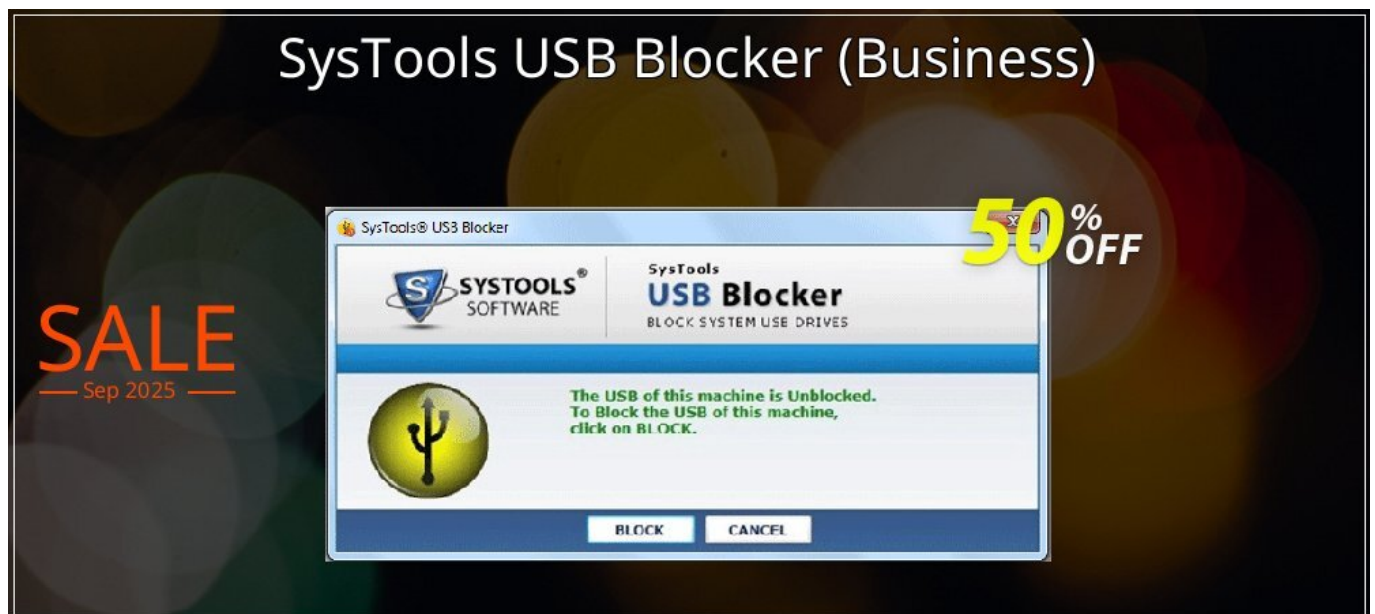 SysTools USB Blocker (Business)
50% OFF
SysTools® US3 Blocker
x
S
SYSTOOLS®
SOFTWARE
SysTools
USB Blocker
BLOCK SYSTEM USE DRIVES
SALE
Sep 2025
The USB of this machine is Unblocked.
To Block the USB of this machine,
click on BLOCK.
BLOCK
CANCEL